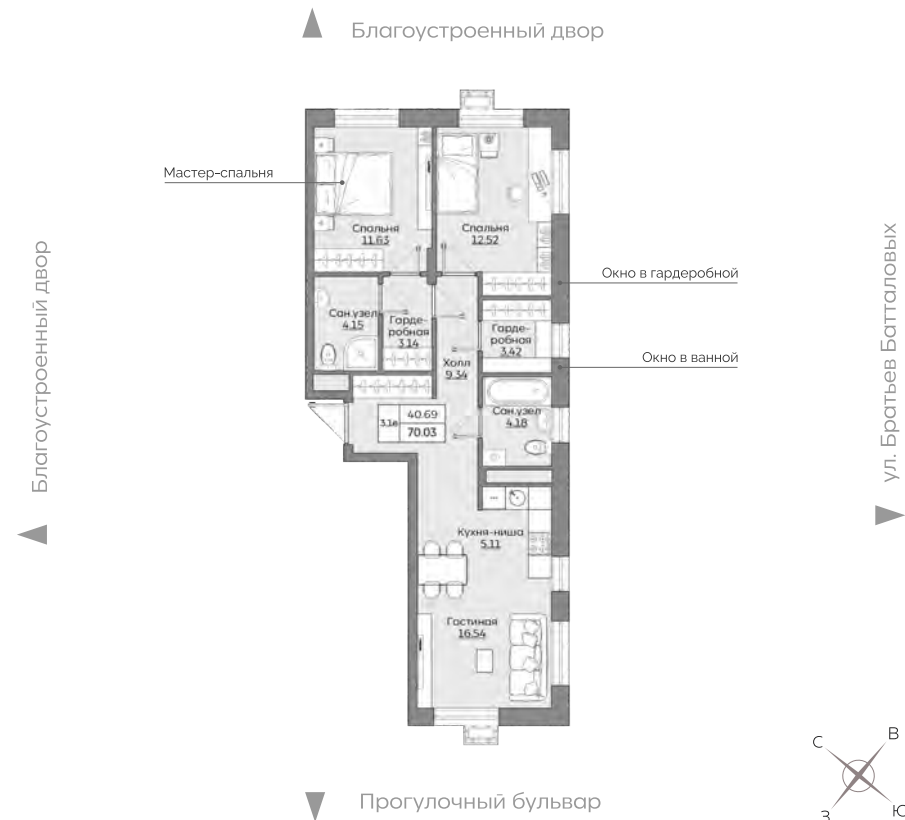 Благоустроенный двор
Мастер-спальня
Спальня
11.63
Спальня
12.52
Благоустроенный двор
ул. Братьев Батталовых
Окно в гардеробной
Сан.узел
4.15
Гарде-
робная
3.14
Гарде-
робная
3.42
Окно в ванной
Холл
9.34
3.1е
40.69
70.03
Сан.узел
4.18
Кухня-ниша
5.11
Гостиная
16.54
С
В
З
Ю
Прогулочный бульвар